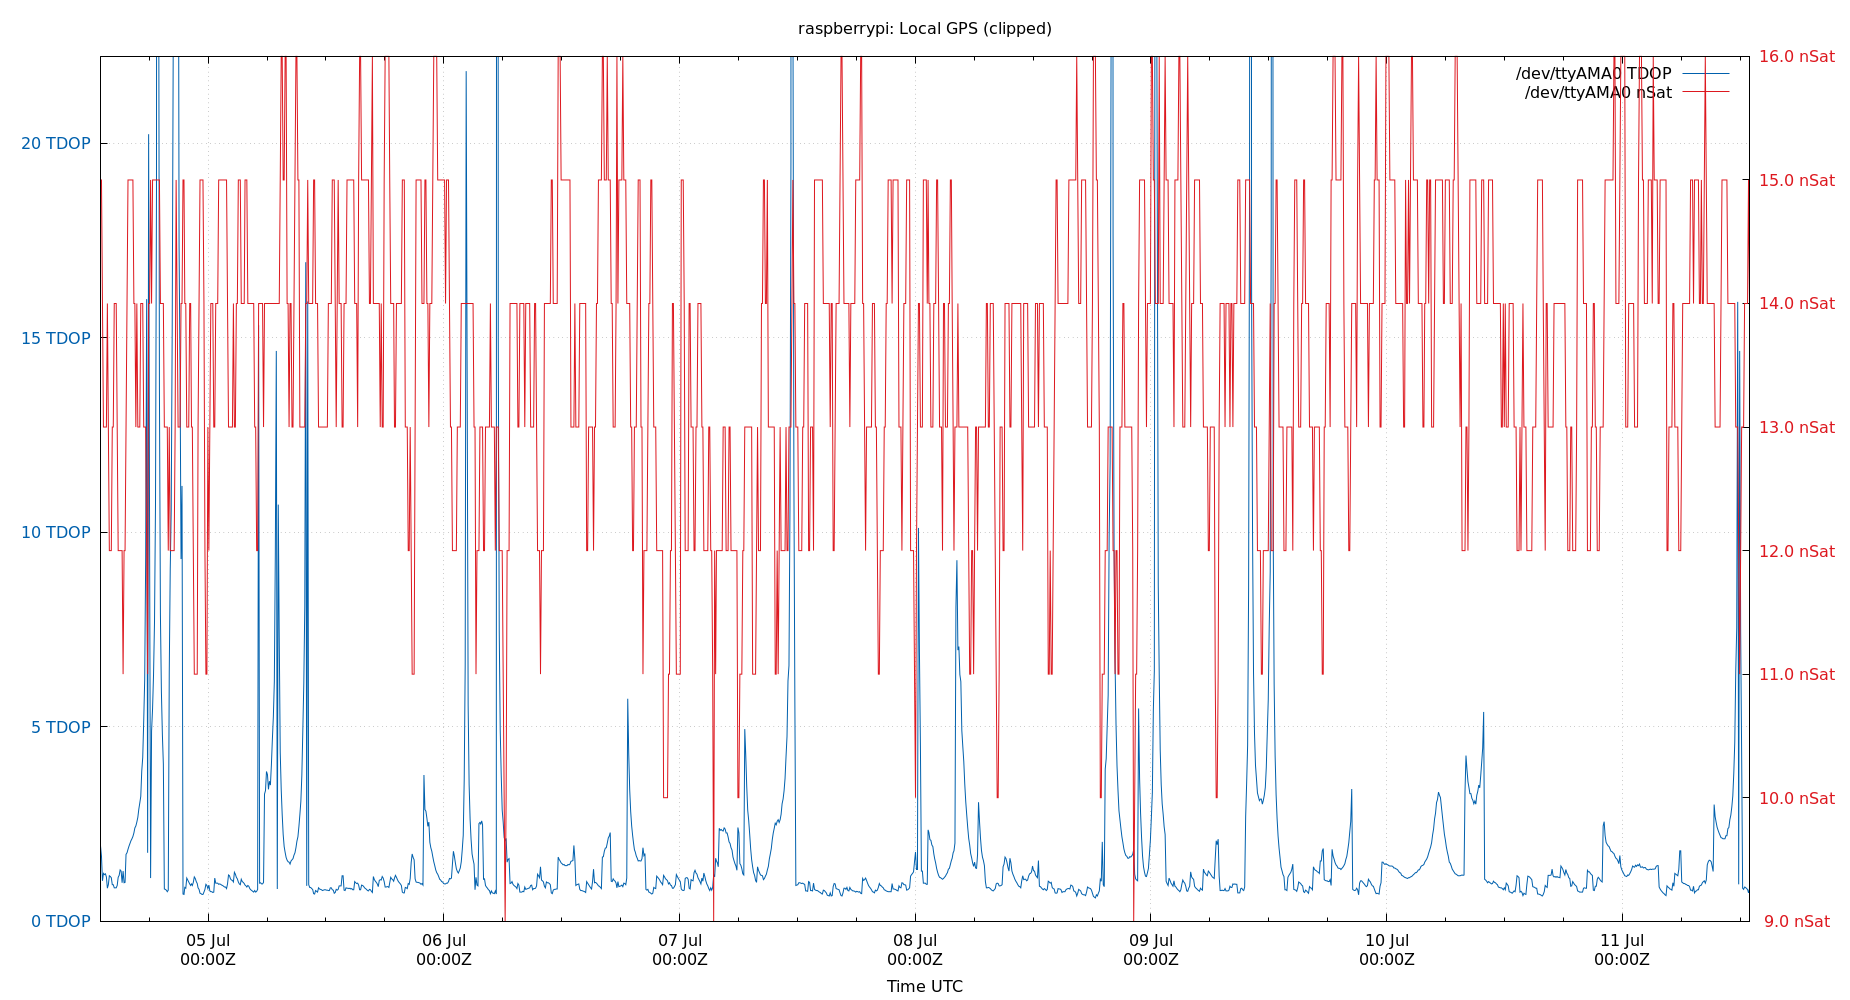 raspberrypi: Local GPS (clipped)
/dev/ttyAMA0 TDOP
/dev/ttyAMA0 nSat
20 TDOP
15 TDOP
10 TDOP
5 TDOP
0 TDOP
16.0 nSat
15.0 nSat
14.0 nSat
13.0 nSat
12.0 nSat
11.0 nSat
10.0 nSat
9.0 nSat
05 Jul
00:00Z
06 Jul
00:00Z
07 Jul
00:00Z
08 Jul
00:00Z
09 Jul
00:00Z
10 Jul
00:00Z
11 Jul
00:00Z
Time UTC